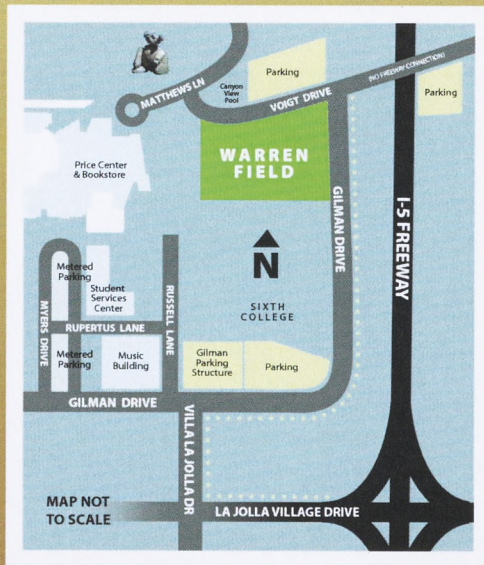 Parking
(NO FREEWAY CONNECTION)
Canyon
View
Pool
MATTHEWS LN
VOIGT DRIVE
Parking
WARREN
FIELD
Price Center
& Bookstore
GILMAN DRIVE
I-5 FREEWAY
N
SIXTH
COLLEGE
Metered
Parking
Student
Services
Center
MYERS DRIVE
RUSSELL LANE
RUPERTUS LANE
Metered
Parking
Music
Building
Gilman
Parking
Structure
Parking
GILMAN DRIVE
VILLA LA JOLLA DR
MAP NOT
TO SCALE
LA JOLLA VILLAGE DRIVE